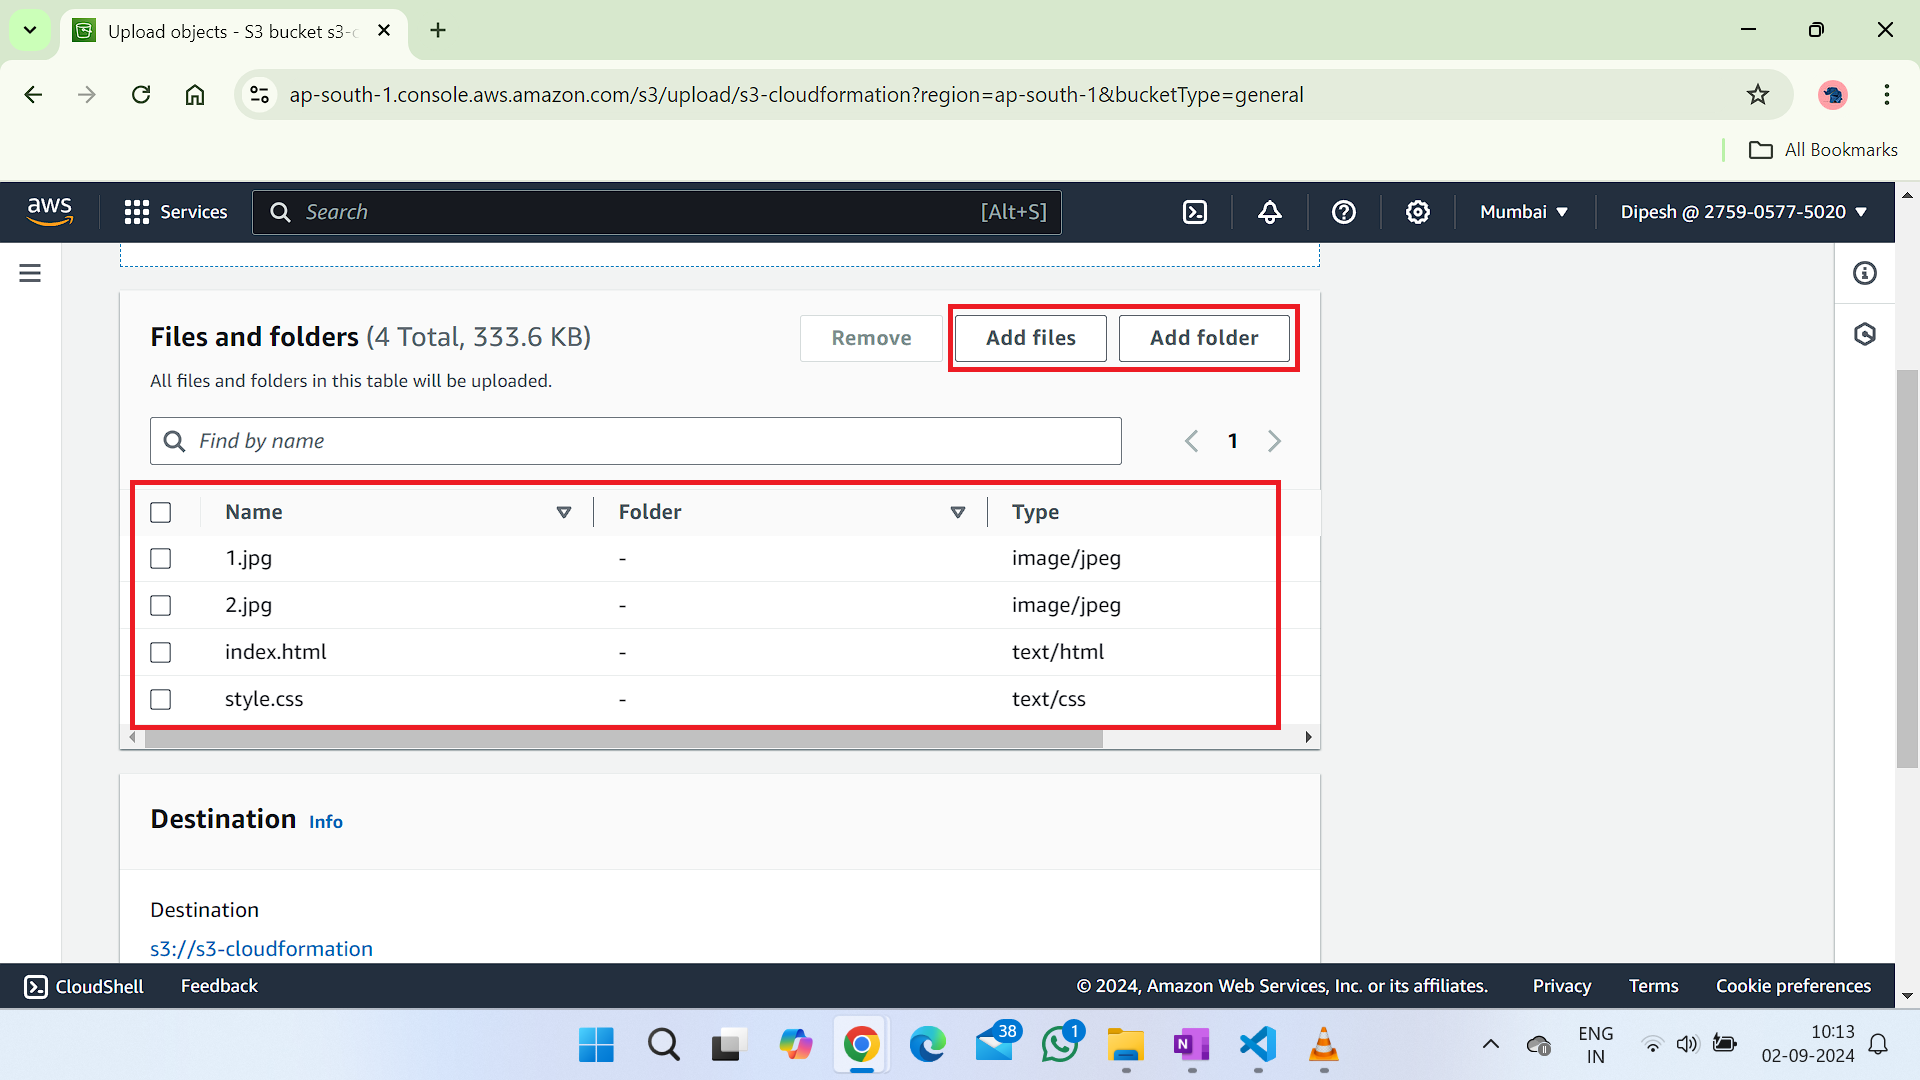 Upload objects - S3 bucket s3-c
ap-south-1.console.aws.amazon.com/s3/upload/s3-cloudformation?region=ap-south-1&bucketType=general
All Bookmarks
aws Services Search [Alt+S] Mumbai Dipesh @ 2759-0577-5020
Files and folders (4 Total, 333.6 KB) Remove Add files Add folder
All files and folders in this table will be uploaded.
Find by name 1
Name Folder Type
1.jpg - image/jpeg
2.jpg - image/jpeg
index.html - text/html
style.css - text/css
Destination Info
Destination
s3://s3-cloudformation
CloudShell Feedback © 2024, Amazon Web Services, Inc. or its affiliates. Privacy Terms Cookie preferences
38 1 N ENG 10:13
IN 02-09-2024